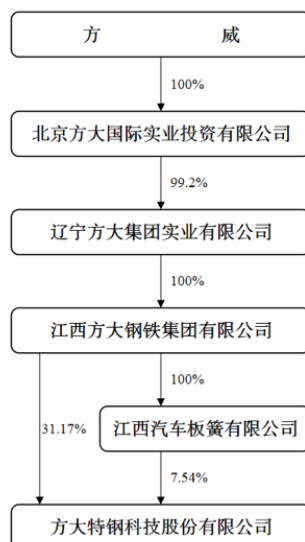 方 威
100%
北京方大国际实业投资有限公司
99.2%
辽宁方大集团实业有限公司
100%
江西方大钢铁集团有限公司
100%
江西汽车板簧有限公司
31.17%
7.54%
方大特钢科技股份有限公司